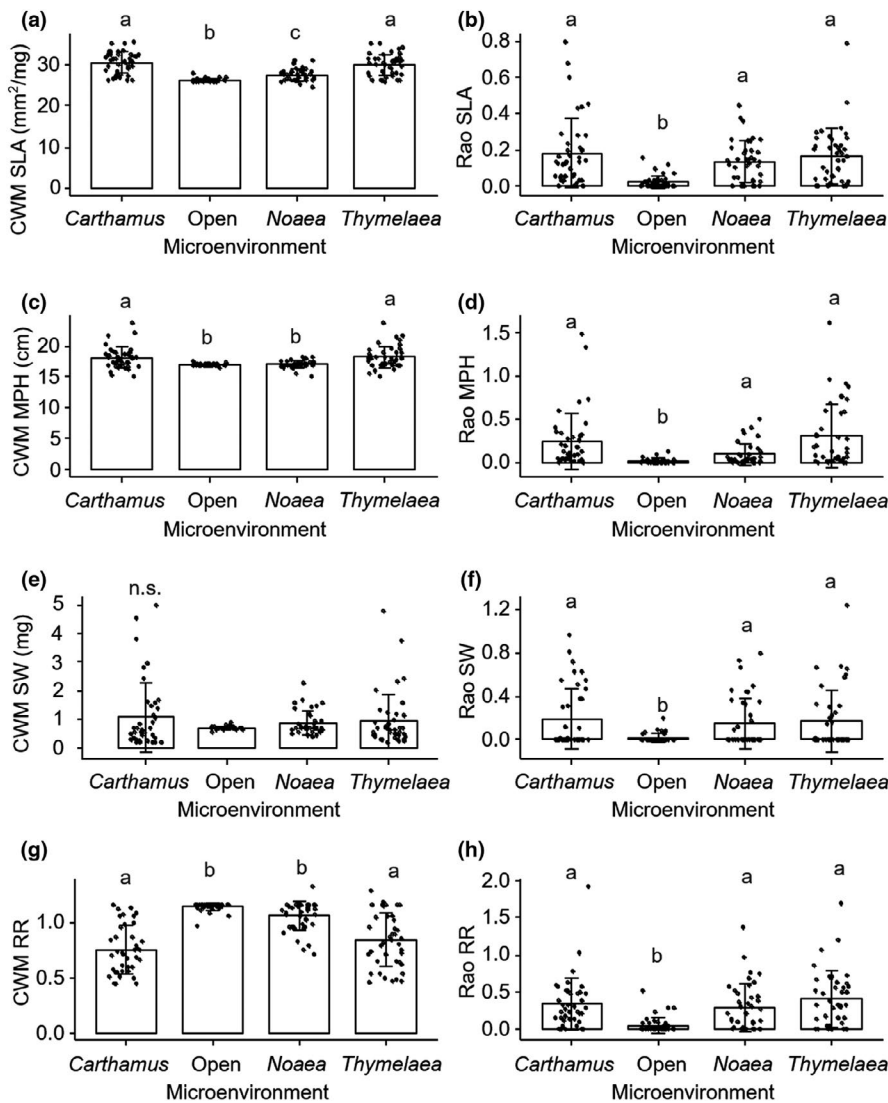 (a)
a
b
c
a
CWM SLA (mm²/mg)
30
20
10
0
Carthamus Open Noaea Thymelaea
Microenvironment
(b)
a
b
a
a
Rao SLA
0.8
0.6
0.4
0.2
0.0
Carthamus Open Noaea Thymelaea
Microenvironment
(c)
a
b
b
a
CWM MPH (cm)
20
15
10
5
0
Carthamus Open Noaea Thymelaea
Microenvironment
(d)
a
b
a
a
Rao MPH
1.5
1.0
0.5
0.0
Carthamus Open Noaea Thymelaea
Microenvironment
(e)
n.s.
CWM SW (mg)
5
4
3
2
1
0
Carthamus Open Noaea Thymelaea
Microenvironment
(f)
a
b
a
a
Rao SW
1.2
0.8
0.4
0.0
Carthamus Open Noaea Thymelaea
Microenvironment
(g)
a
b
b
a
CWM RR
1.0
0.5
0.0
Carthamus Open Noaea Thymelaea
Microenvironment
(h)
a
b
a
a
Rao RR
2.0
1.5
1.0
0.5
0.0
Carthamus Open Noaea Thymelaea
Microenvironment